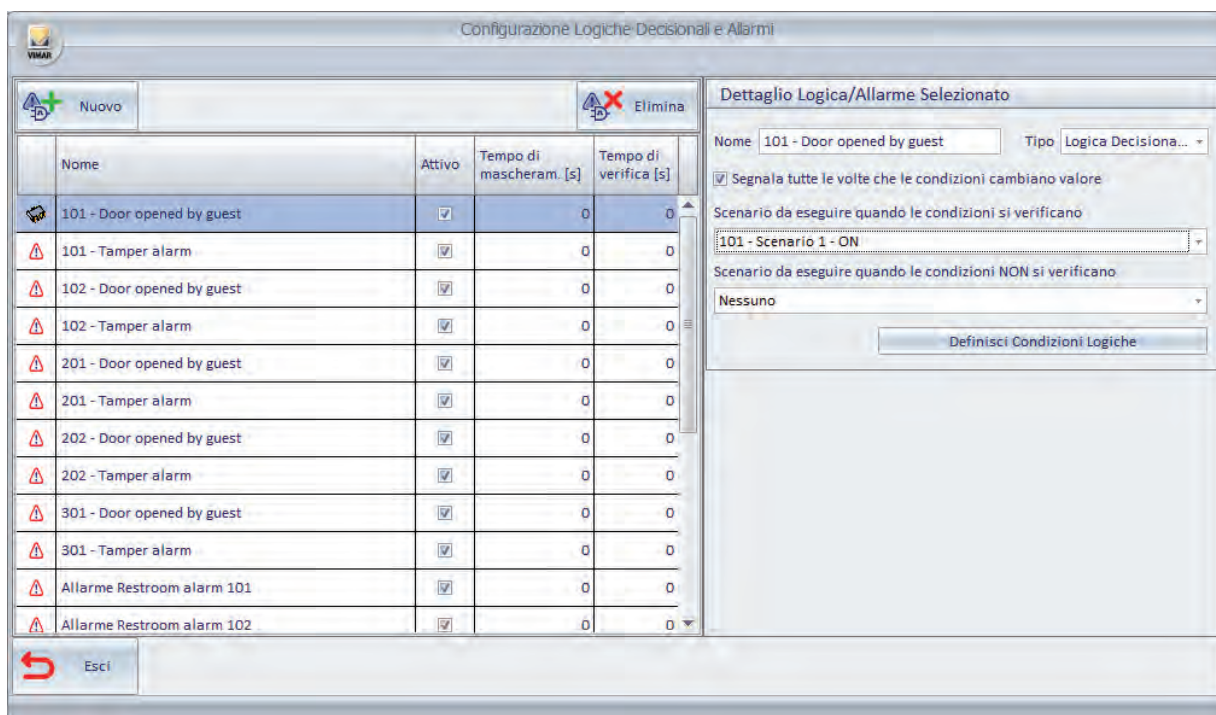 Configurazione Logiche Decisionali e Allarmi
VIMAR
Nuovo
Elimina
Nome Attivo Tempo di mascheram. [s] Tempo di verifica [s]
101 - Door opened by guest 0 0
101 - Tamper alarm 0 0
102 - Door opened by guest 0 0
102 - Tamper alarm 0 0
201 - Door opened by guest 0 0
201 - Tamper alarm 0 0
202 - Door opened by guest 0 0
202 - Tamper alarm 0 0
301 - Door opened by guest 0 0
301 - Tamper alarm 0 0
Allarme Restroom alarm 101 0 0
Allarme Restroom alarm 102 0 0
Dettaglio Logica/Allarme Selezionato
Nome 101 - Door opened by guest Tipo Logica Decisiona...
Segnala tutte le volte che le condizioni cambiano valore
Scenario da eseguire quando le condizioni si verificano
101 - Scenario 1 - ON
Scenario da eseguire quando le condizioni NON si verificano
Nessuno
Definisci Condizioni Logiche
Esci